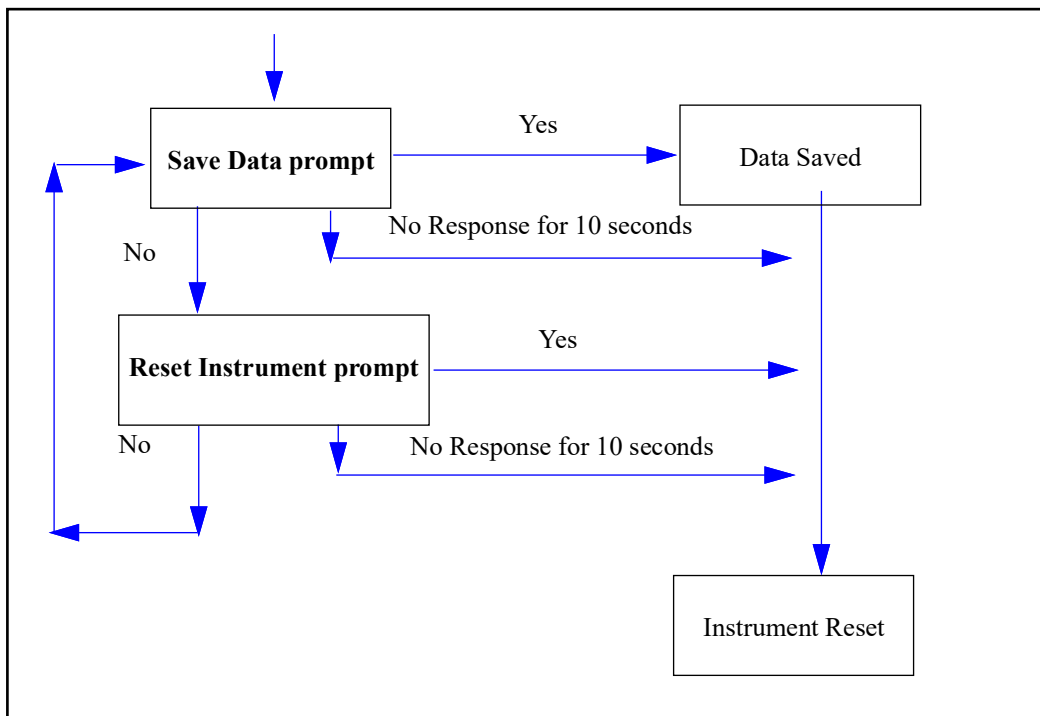 Yes
Save Data prompt
Data Saved
No Response for 10 seconds
No
Yes
Reset Instrument prompt
No
No Response for 10 seconds
Instrument Reset